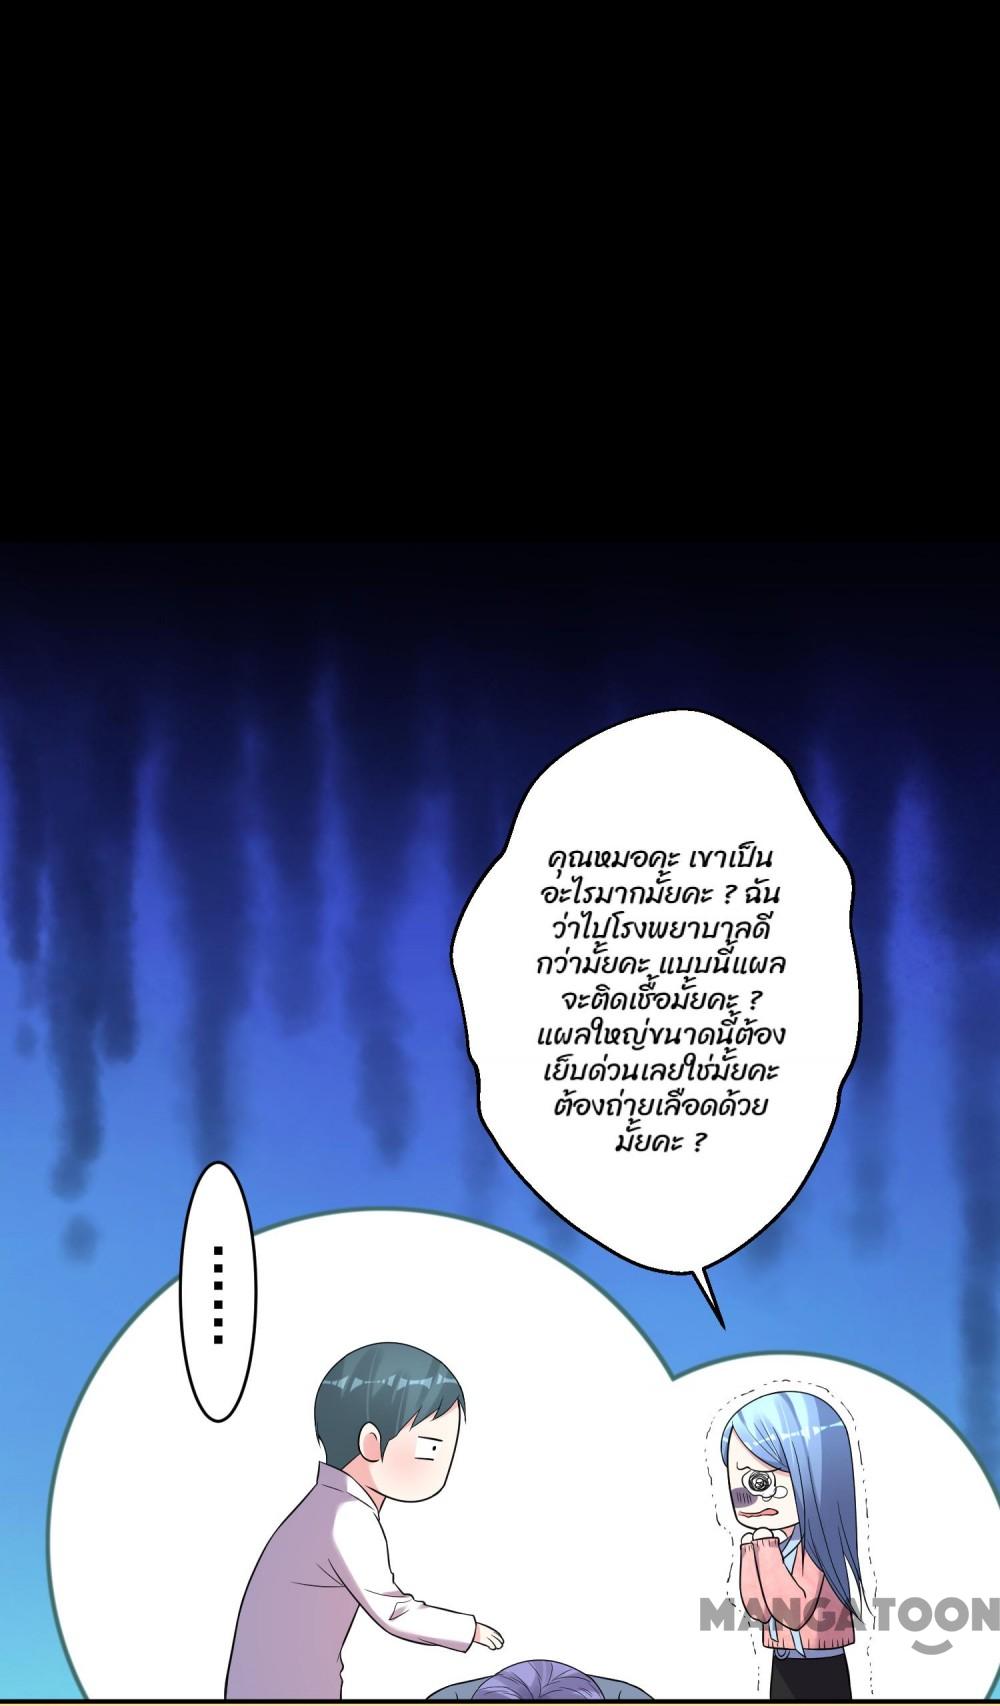 คุณหมอคะ เขาเป็น
อะไรมากมั้ยคะ ? ฉัน
ว่าไปโรงพยาบาลดี
กว่ามั้ยคะ แบบนี้แผล
จะติดเชื้อมั้ยคะ ?
แผลใหญ่ขนาดนี้ต้อง
เย็บด่วนเลยใช่มั้ยคะ
ต้องถ่ายเลือดด้วย
มั้ยคะ ?
......
MANGATOON